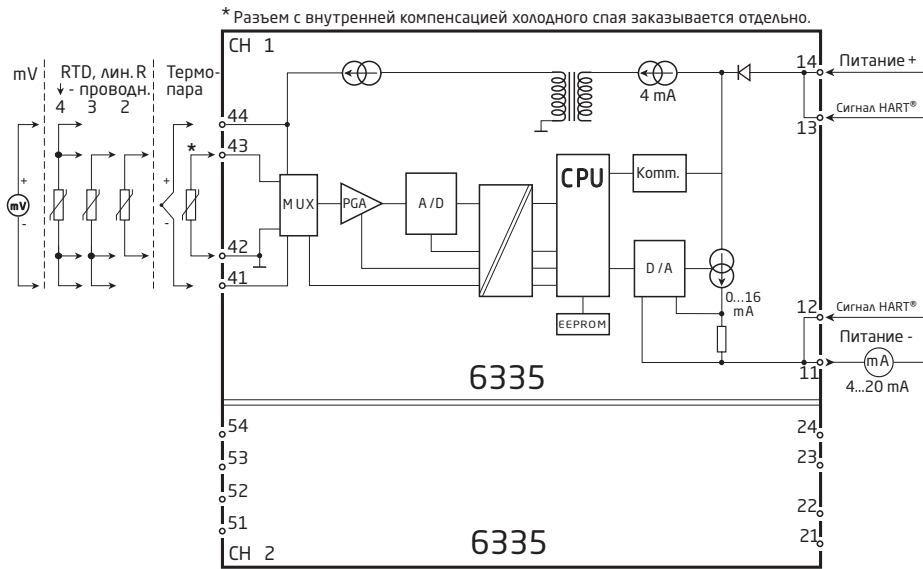 * Разъем с внутренней компенсацией холодного спая заказывается отдельно.
CH 1
mV
RTD, лин. R
- проводн.
4 3 2
Термо-
пара
*
44
43
42
41
+
mV
-
+
-
MUX
PGA
A/D
CPU
Komm.
D/A
EEPROM
4 mA
0...16
mA
14
Питание +
Сигнал HART®
13
12
Сигнал HART®
Питание -
11
mA
4...20 mA
6335
54
53
52
51
24
23
22
21
CH 2
6335